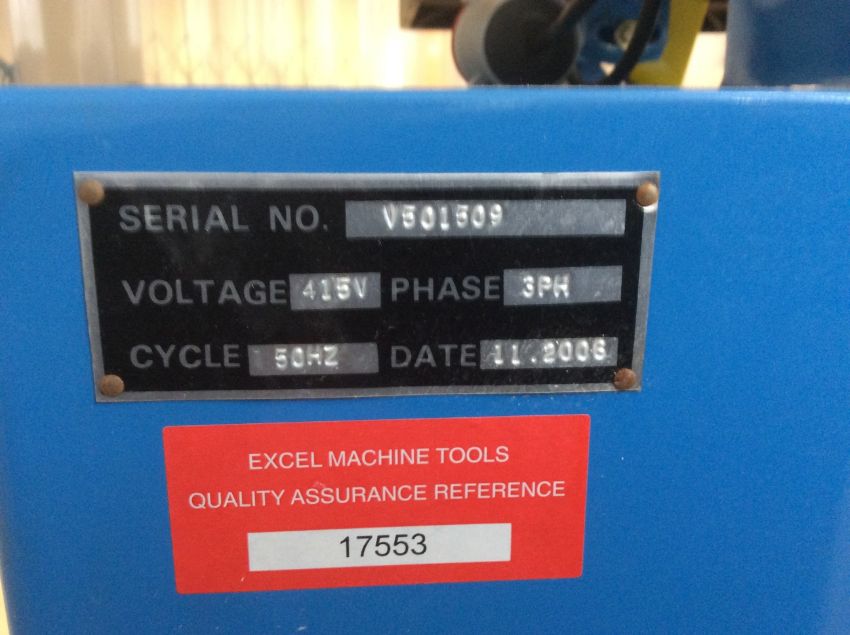 SERIAL NO. V501509
VOLTAGE 415V PHASE 3PH
CYCLE 50HZ DATE 11.2006
EXCEL MACHINE TOOLS
QUALITY ASSURANCE REFERENCE
17553